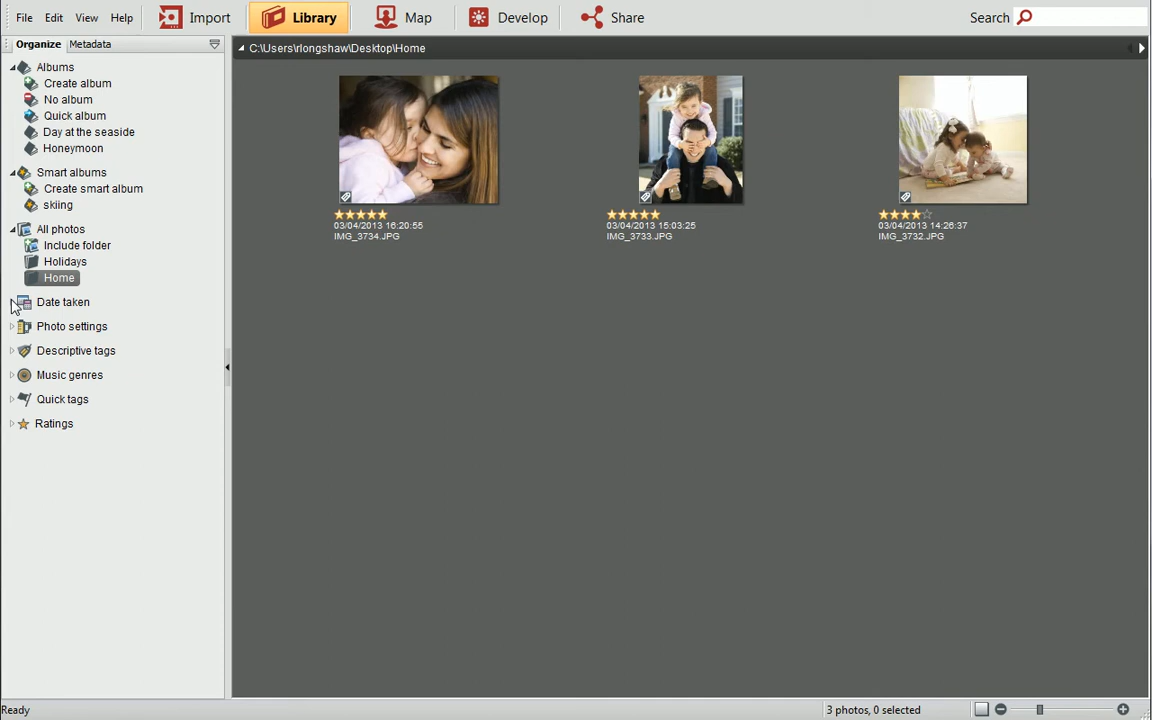 File Edit View Help Import Library Map Develop Share Search
Organize Metadata
C:\Users\rlongshaw\Desktop\Home
Albums
Create album
No album
Quick album
Day at the seaside
Honeymoon
Smart albums
Create smart album
skiing
All photos
Include folder
Holidays
Home
Date taken
Photo settings
Descriptive tags
Music genres
Quick tags
Ratings
03/04/2013 16:20:55
IMG_3734.JPG
03/04/2013 15:03:25
IMG_3733.JPG
03/04/2013 14:26:37
IMG_3732.JPG
Ready
3 photos, 0 selected